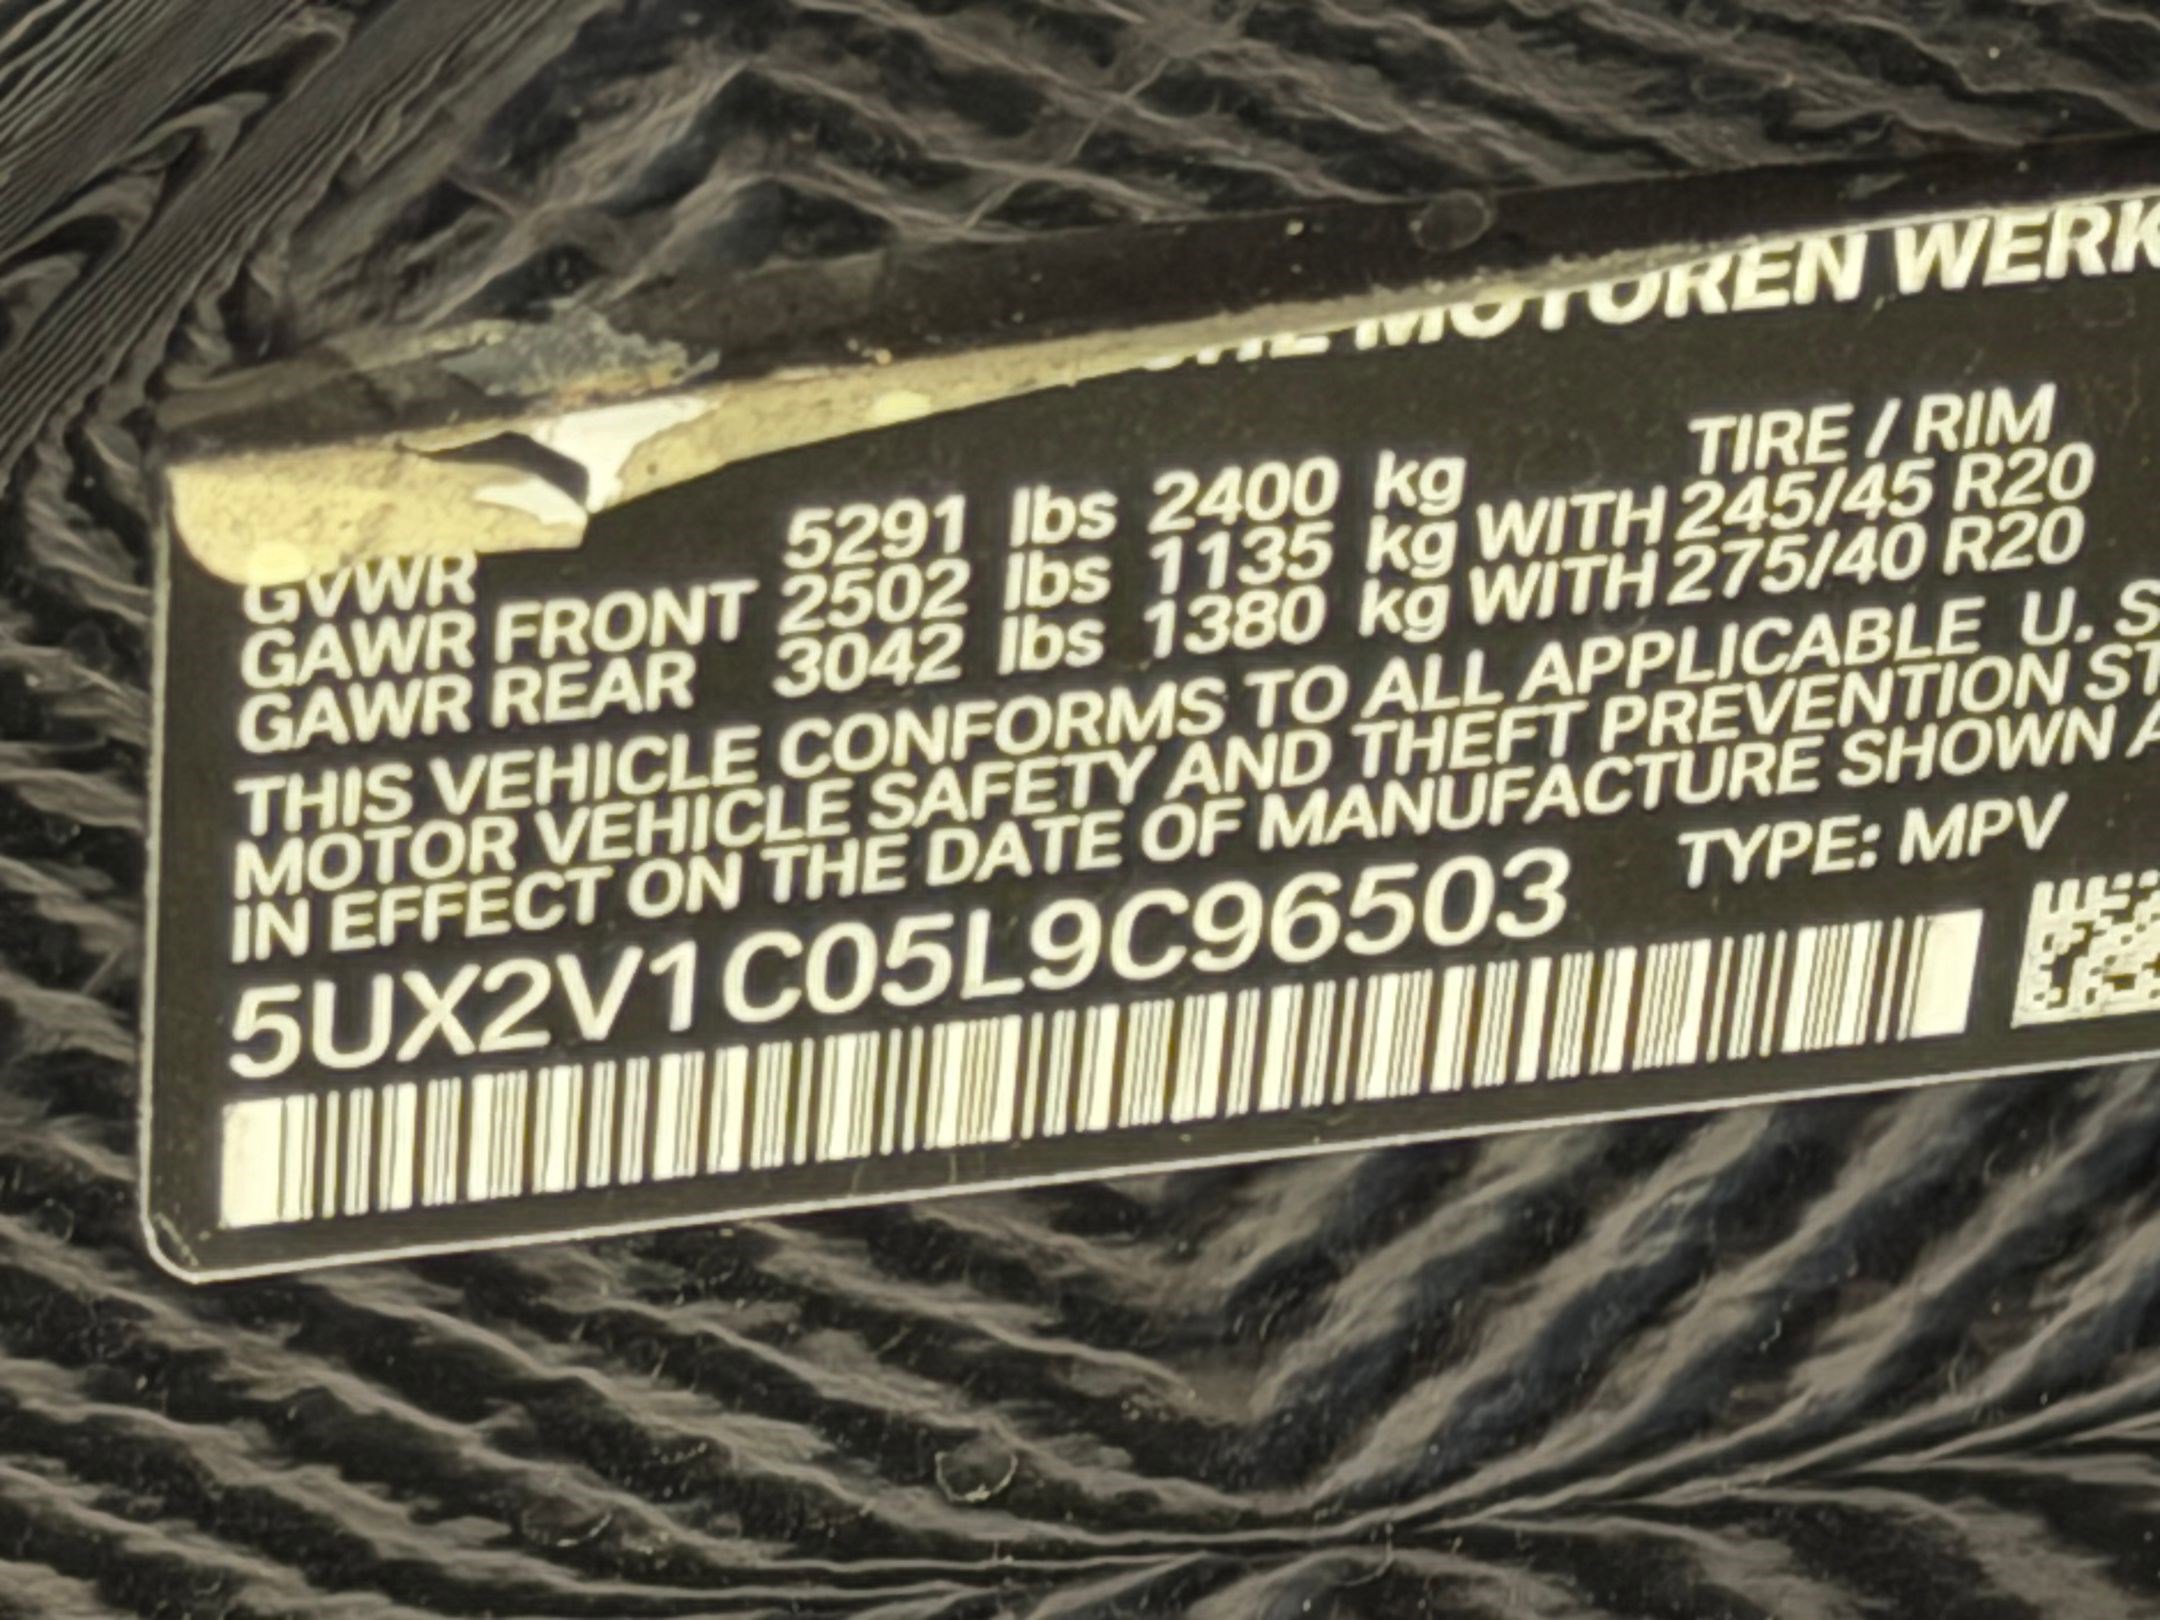 MOTOREN WERK
TIRE / RIM
GVWR 5291 lbs 2400 kg
GAWR FRONT 2502 lbs 1135 kg WITH 245/45 R20
GAWR REAR 3042 lbs 1380 kg WITH 275/40 R20
THIS VEHICLE CONFORMS TO ALL APPLICABLE U. S
MOTOR VEHICLE SAFETY AND THEFT PREVENTION ST
IN EFFECT ON THE DATE OF MANUFACTURE SHOWN A
5UX2V1C05L9C96503 TYPE: MPV